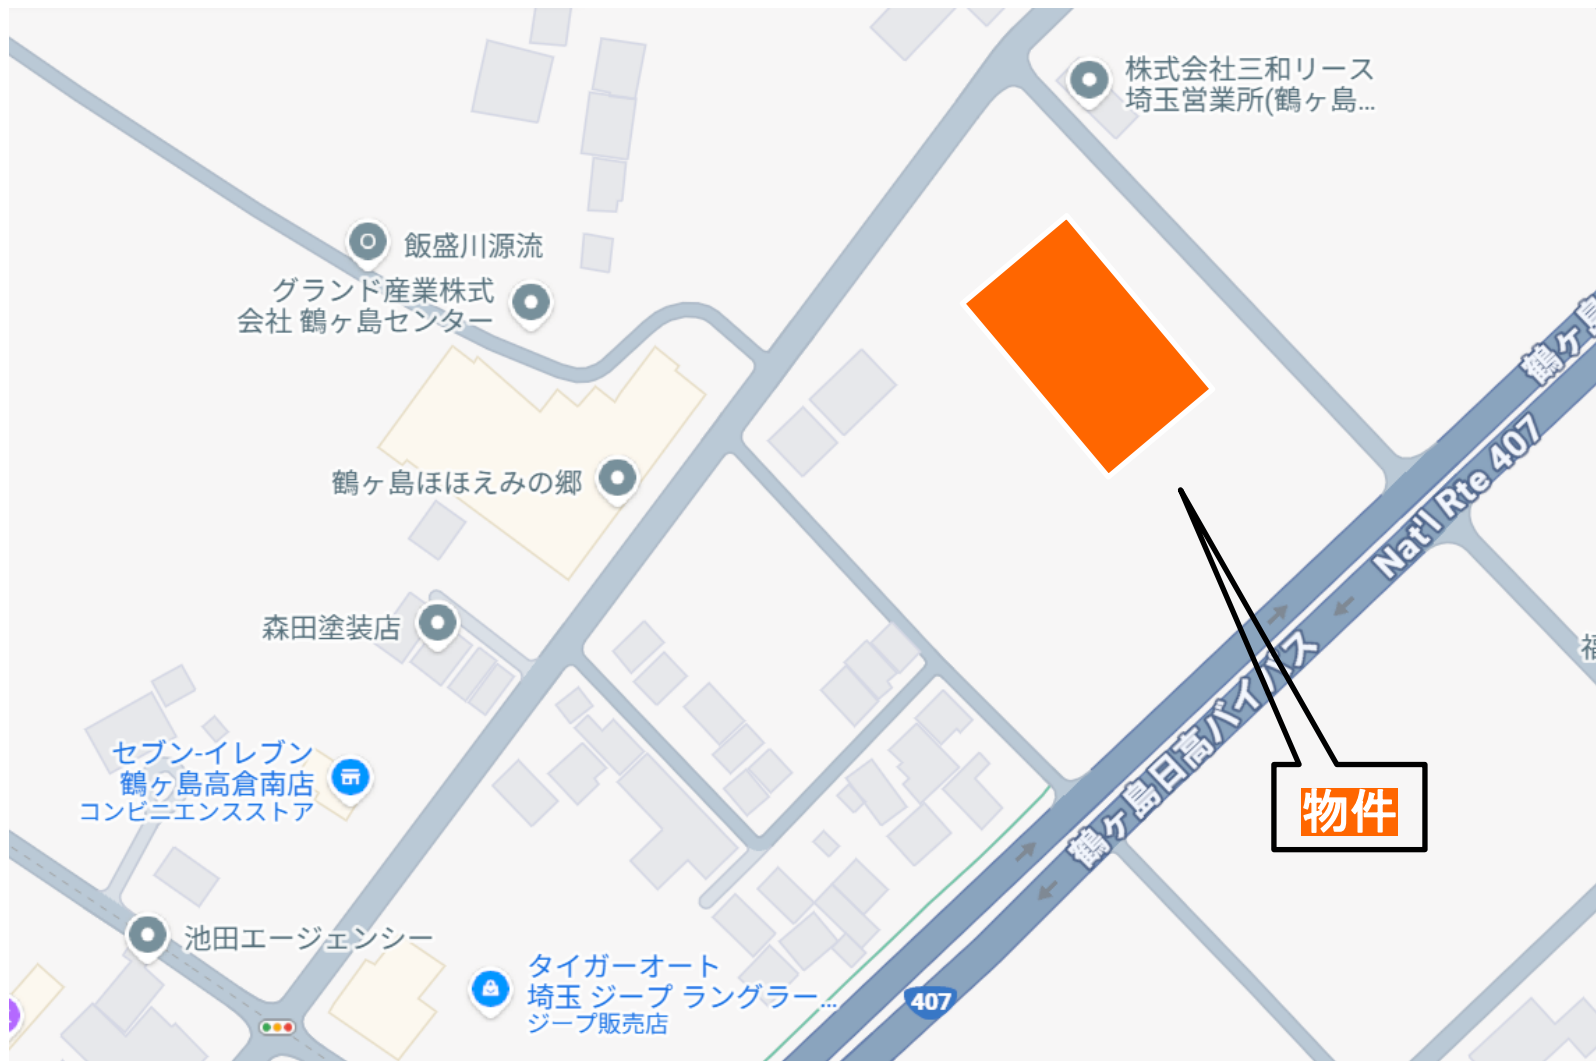 株式会社三和リース
埼玉営業所(鶴ヶ島...
飯盛川源流
グランド産業株式
会社 鶴ヶ島センター
鶴ヶ島
Nat'l Rte 407
鶴ヶ島ほほえみの郷
森田塗装店
福
鶴ヶ島日高バイパス
セブン-イレブン
鶴ヶ島高倉南店
コンビニエンスストア
物件
池田エージェンシー
タイガーオート
埼玉 ジープ ラングラー...
ジープ販売店
407